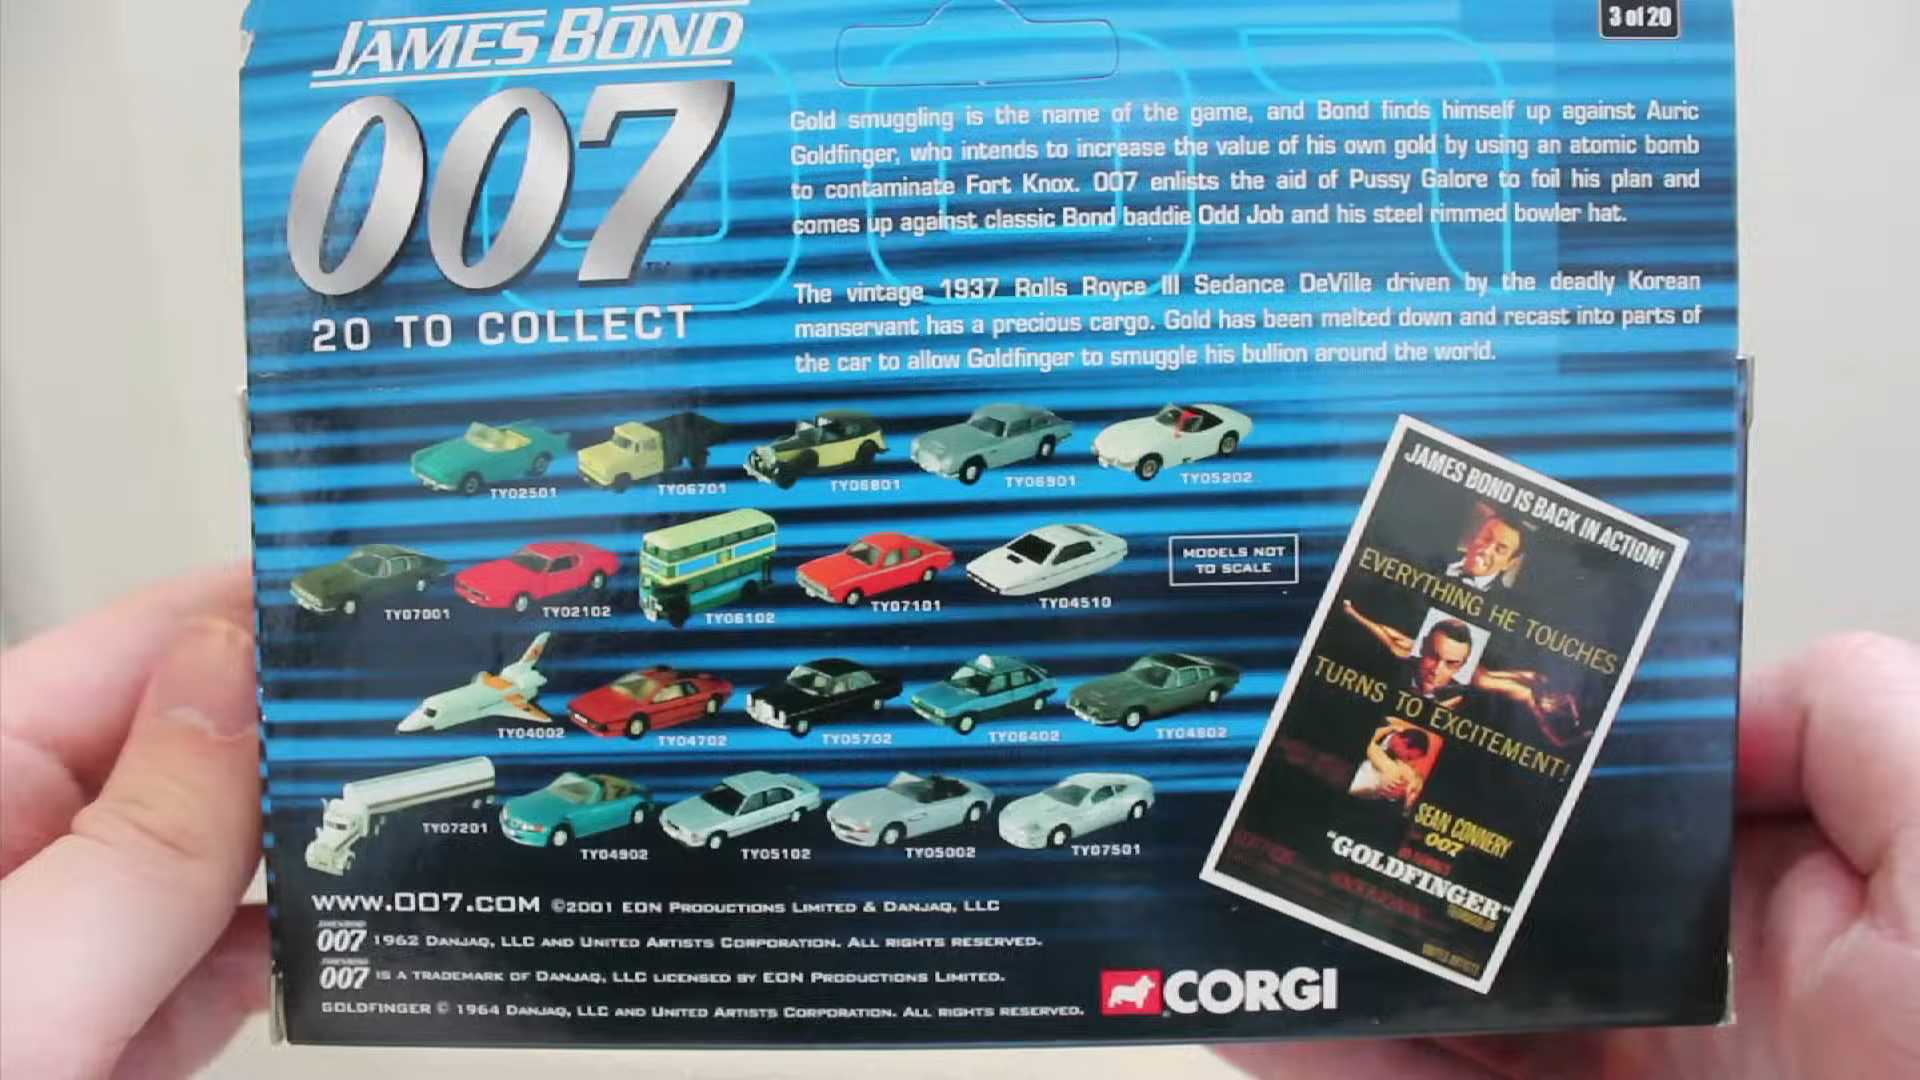 JAMES BOND
007
™
20 TO COLLECT
3 of 20
Gold smuggling is the name of the game, and Bond finds himself up against Auric
Goldfinger, who intends to increase the value of his own gold by using an atomic bomb
to contaminate Fort Knox. 007 enlists the aid of Pussy Galore to foil his plan and
comes up against classic Bond baddie Odd Job and his steel rimmed bowler hat.
The vintage 1937 Rolls Royce III Sedance DeVille driven by the deadly Korean
manservant has a precious cargo. Gold has been melted down and recast into parts of
the car to allow Goldfinger to smuggle his bullion around the world.
TY02501 TY06701 TY06801 TY06901 TY05202
TY07001 TY02102 TY06102 TY07101 TY04510
MODELS NOT
TO SCALE
TY04002 TY04702 TY05702 TY06402 TY04802
TY07201 TY04902 TY05102 TY05002 TY07501
JAMES BOND IS BACK IN ACTION!
EVERYTHING HE TOUCHES
TURNS TO EXCITEMENT!
SEAN CONNERY
007
"GOLDFINGER"
WWW.007.COM ©2001 EON PRODUCTIONS LIMITED & DANJAQ, LLC
007 1962 DANJAQ, LLC AND UNITED ARTISTS CORPORATION. ALL RIGHTS RESERVED.
007 IS A TRADEMARK OF DANJAQ, LLC LICENSED BY EON PRODUCTIONS LIMITED.
GOLDFINGER © 1964 DANJAQ, LLC AND UNITED ARTISTS CORPORATION. ALL RIGHTS RESERVED.
CORGI